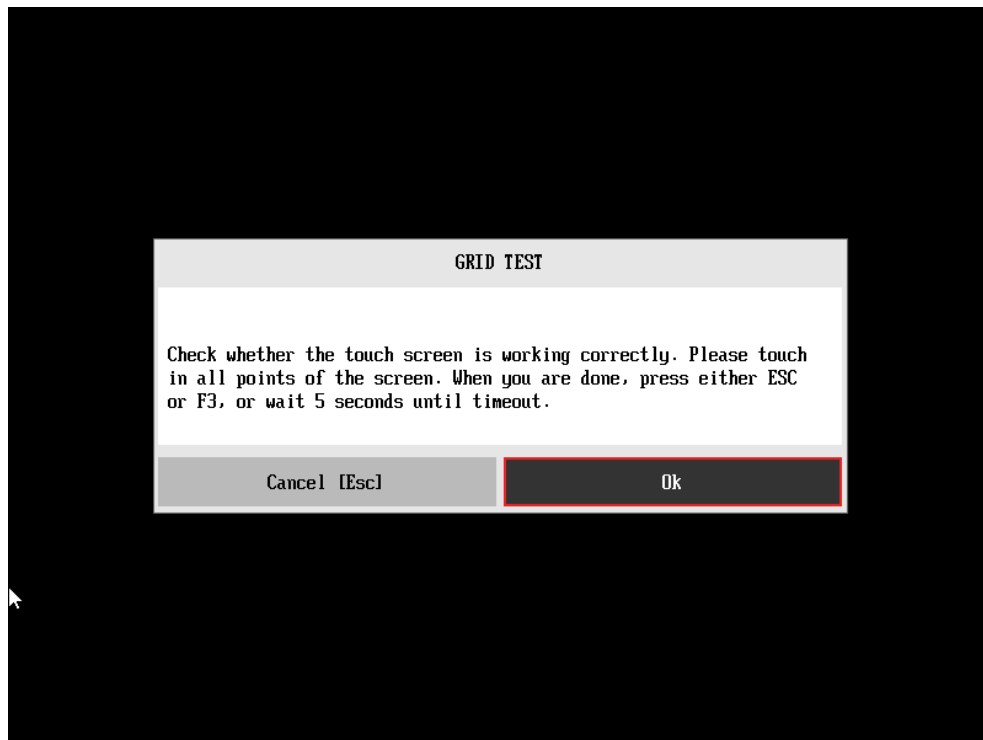 GRID TEST
Check whether the touch screen is working correctly. Please touch
in all points of the screen. When you are done, press either ESC
or F3, or wait 5 seconds until timeout.
Cancel [Esc]
Ok